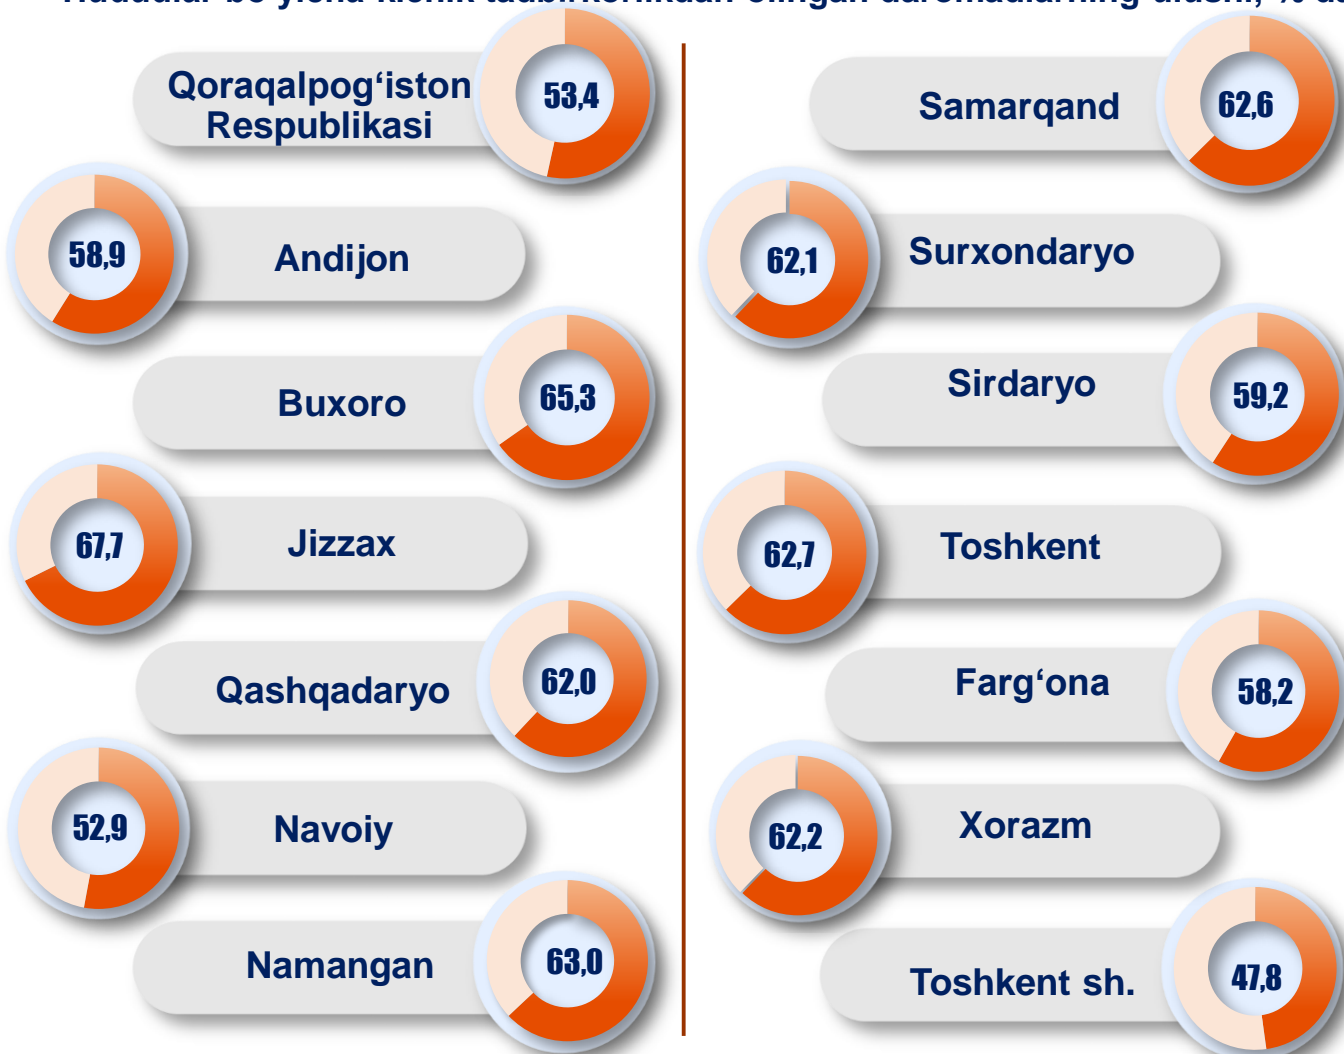 Qoraqalpog‘iston
Respublikasi
53,4
58,9
Andijon
Buxoro
65,3
67,7
Jizzax
Qashqadaryo
62,0
52,9
Navoiy
Namangan
63,0
Samarqand
62,6
62,1
Surxondaryo
Sirdaryo
59,2
62,7
Toshkent
Farg‘ona
58,2
62,2
Xorazm
Toshkent sh.
47,8